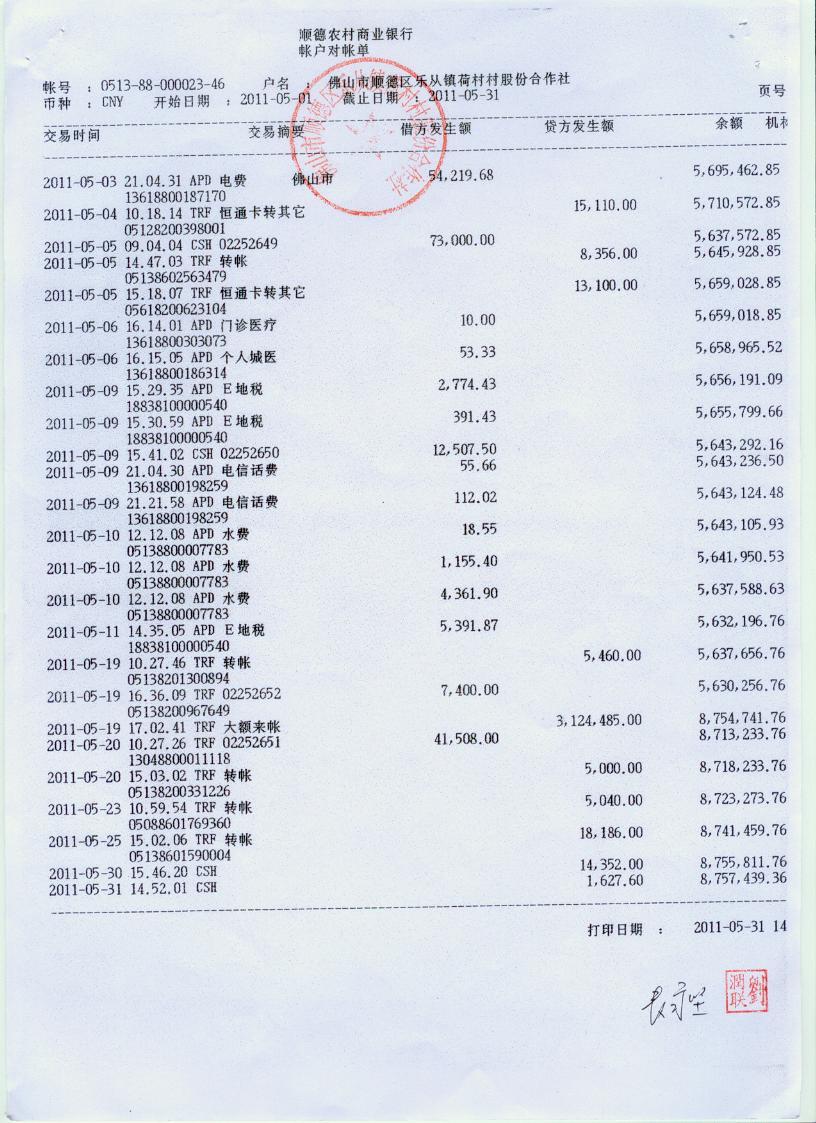 顺德农村商业银行
帐户对帐单
帐号 : 0513-88-000023-46 户名 : 佛山市顺德区乐从镇荷村村股份合作社
币种 : CNY 开始日期 : 2011-05-01 截止日期 : 2011-05-31 页号
交易时间 交易摘要 借方发生额 贷方发生额 余额 机构
2011-05-03 21.04.31 APD 电费 佛山市 54,219.68 5,695,462.85
13618800187170
2011-05-04 10.18.14 TRF 恒通卡转其它 15,110.00 5,710,572.85
05128200398001
2011-05-05 09.04.04 CSH 02252649 73,000.00 5,637,572.85
2011-05-05 14.47.03 TRF 转帐 8,356.00 5,645,928.85
05138602563479
2011-05-05 15.18.07 TRF 恒通卡转其它 13,100.00 5,659,028.85
05618200623104
2011-05-06 16.14.01 APD 门诊医疗 10.00 5,659,018.85
13618800303073
2011-05-06 16.15.05 APD 个人城医 53.33 5,658,965.52
13618800186314
2011-05-09 15.29.35 APD E地税 2,774.43 5,656,191.09
18838100000540
2011-05-09 15.30.59 APD E地税 391.43 5,655,799.66
18838100000540
2011-05-09 15.41.02 CSH 02252650 12,507.50 5,643,292.16
2011-05-09 21.04.30 APD 电信话费 55.66 5,643,236.50
13618800198259
2011-05-09 21.21.58 APD 电信话费 112.02 5,643,124.48
13618800198259
2011-05-10 12.12.08 APD 水费 18.55 5,643,105.93
05138800007783
2011-05-10 12.12.08 APD 水费 1,155.40 5,641,950.53
05138800007783
2011-05-10 12.12.08 APD 水费 4,361.90 5,637,588.63
05138800007783
2011-05-11 14.35.05 APD E地税 5,391.87 5,632,196.76
18838100000540
2011-05-19 10.27.46 TRF 转帐 5,460.00 5,637,656.76
05138201300894
2011-05-19 16.36.09 TRF 02252652 7,400.00 5,630,256.76
05138200967649
2011-05-19 17.02.41 TRF 大额来帐 3,124,485.00 8,754,741.76
2011-05-20 10.27.26 TRF 02252651 41,508.00 8,713,233.76
13048800011118
2011-05-20 15.03.02 TRF 转帐 5,000.00 8,718,233.76
05138200331226
2011-05-23 10.59.54 TRF 转帐 5,040.00 8,723,273.76
05088601769360
2011-05-25 15.02.06 TRF 转帐 18,186.00 8,741,459.76
05138601590004
2011-05-30 15.46.20 CSH 14,352.00 8,755,811.76
2011-05-31 14.52.01 CSH 1,627.60 8,757,439.36
打印日期 : 2011-05-31 14
劉潤联